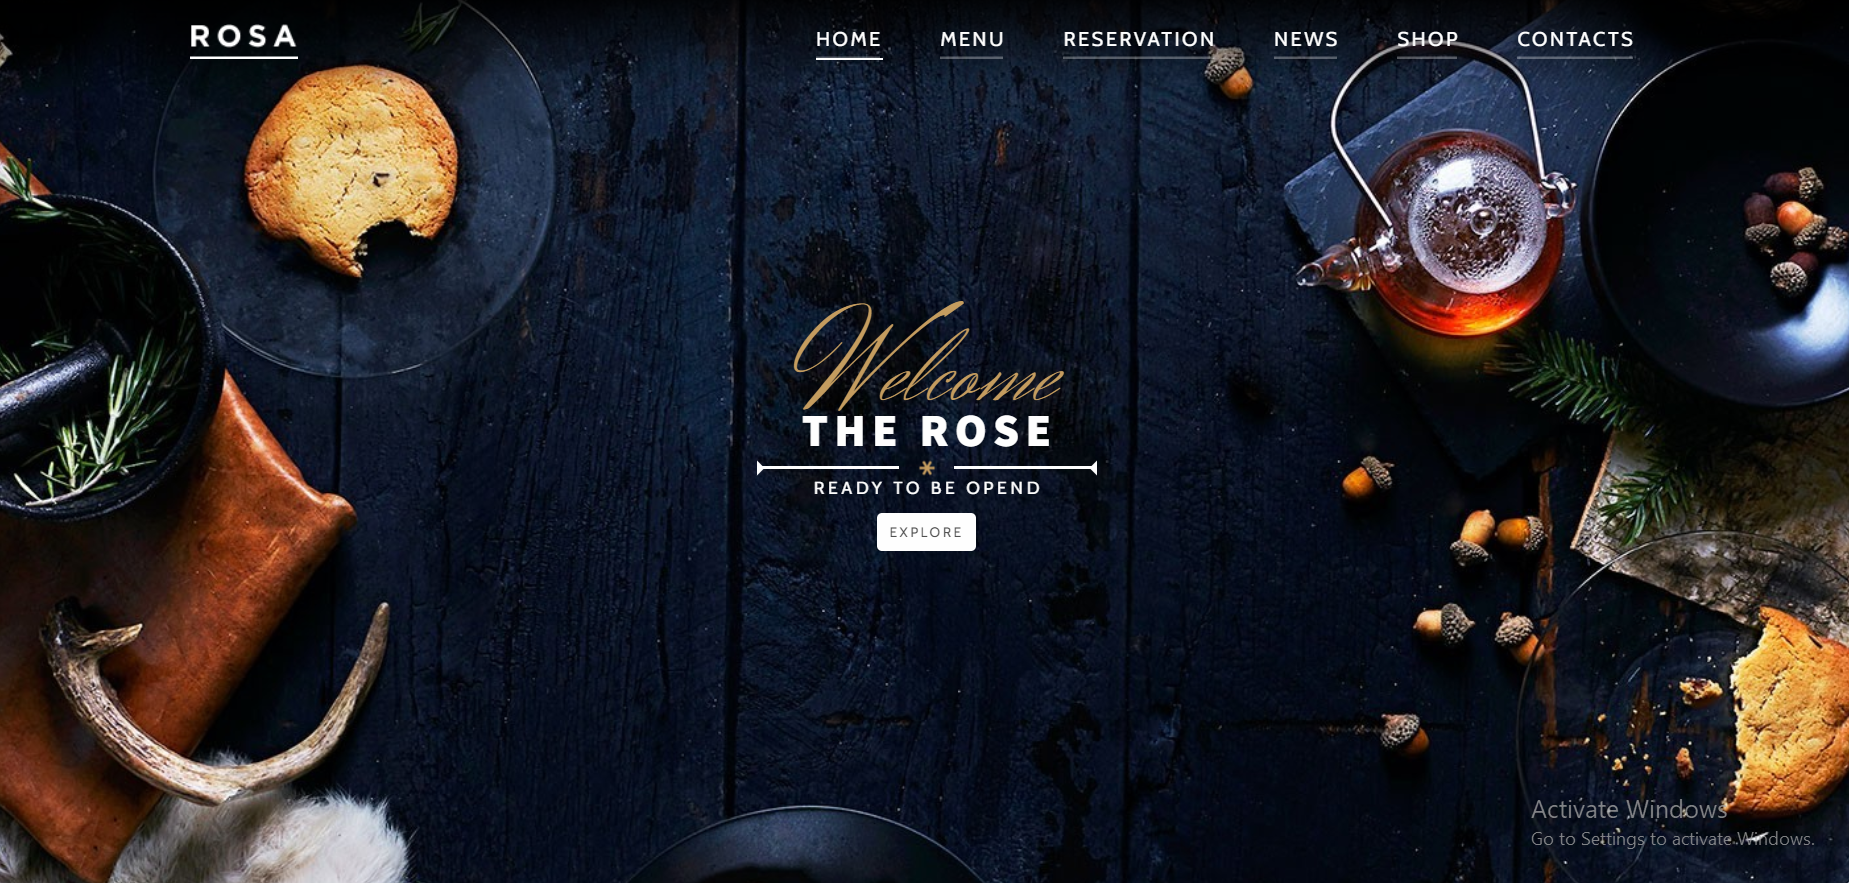 ROSA
HOME MENU RESERVATION NEWS SHOP CONTACTS
Welcome
THE ROSE
READY TO BE OPEND
EXPLORE
Activate Windows
Go to Settings to activate Windows.